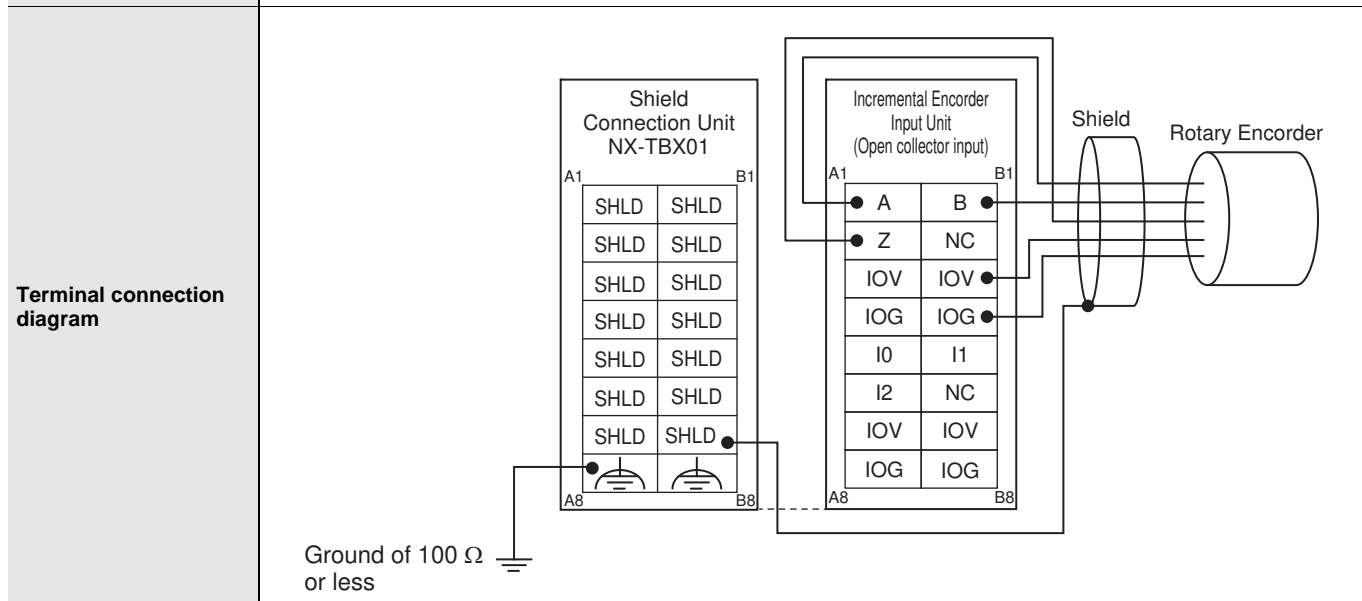 Terminal connection
diagram
Shield
Connection Unit
NX-TBX01
A1 B1
SHLD SHLD
SHLD SHLD
SHLD SHLD
SHLD SHLD
SHLD SHLD
SHLD SHLD
SHLD SHLD
A8 B8
Ground of 100 Ω
or less
Incremental Encorder
Input Unit
(Open collector input)
A1 B1
A B
Z NC
IOV IOV
IOG IOG
I0 I1
I2 NC
IOV IOV
IOG IOG
A8 B8
Shield
Rotary Encorder